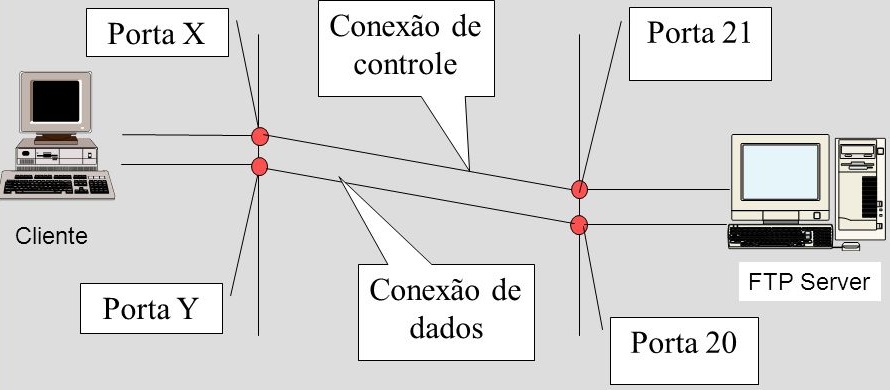 Porta X
Conexão de
controle
Porta 21
Cliente
FTP Server
Porta Y
Conexão de
dados
Porta 20